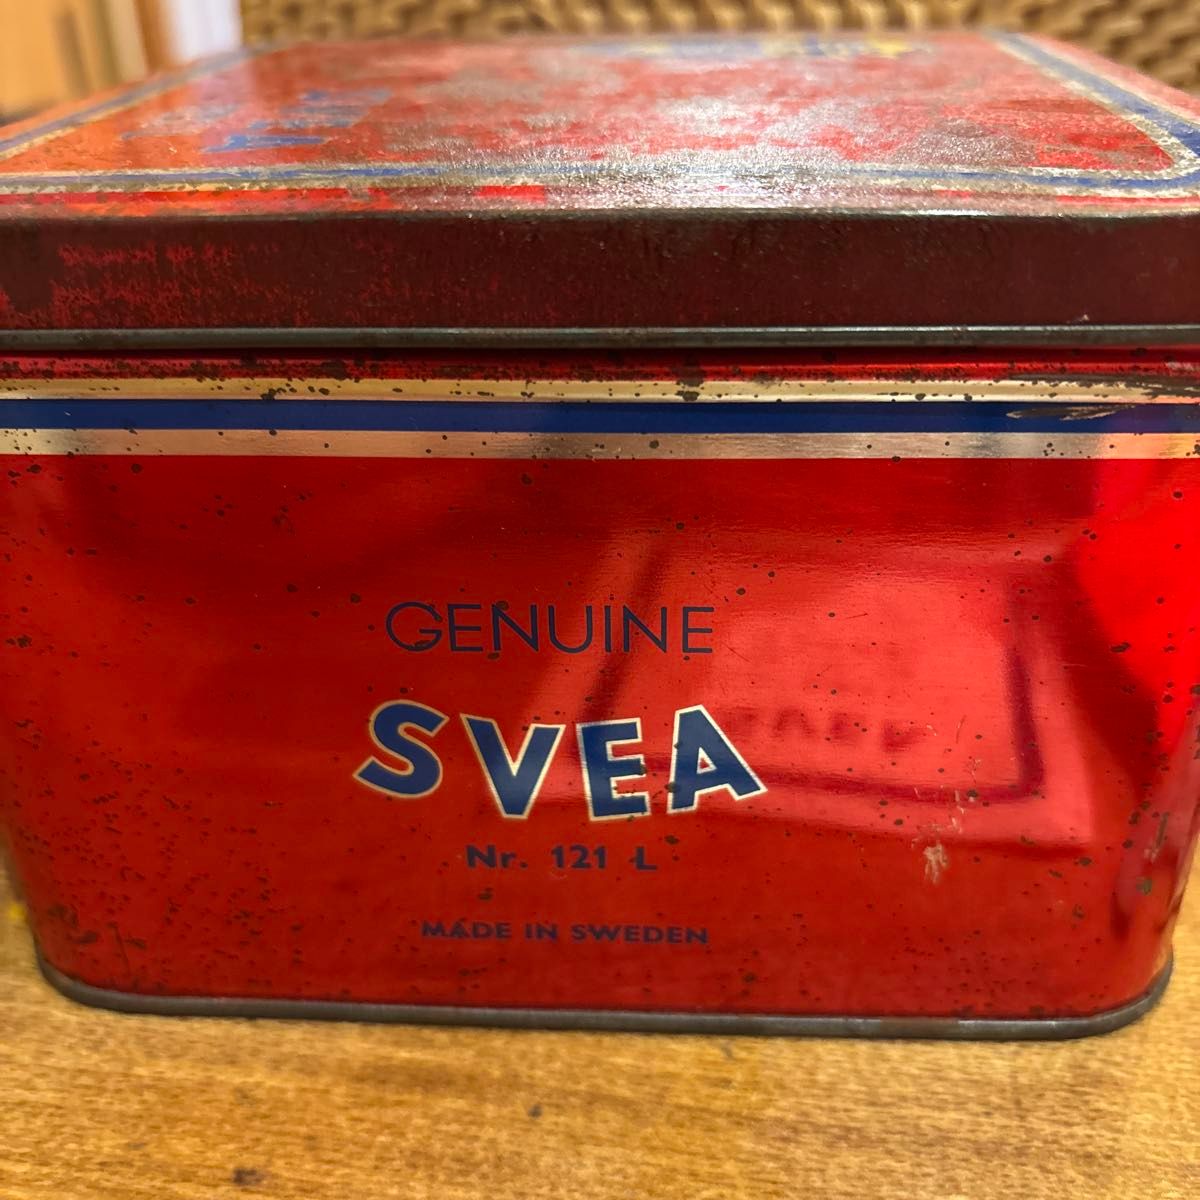 GENUINE
SVEA
Nr. 121 L
MADE IN SWEDEN